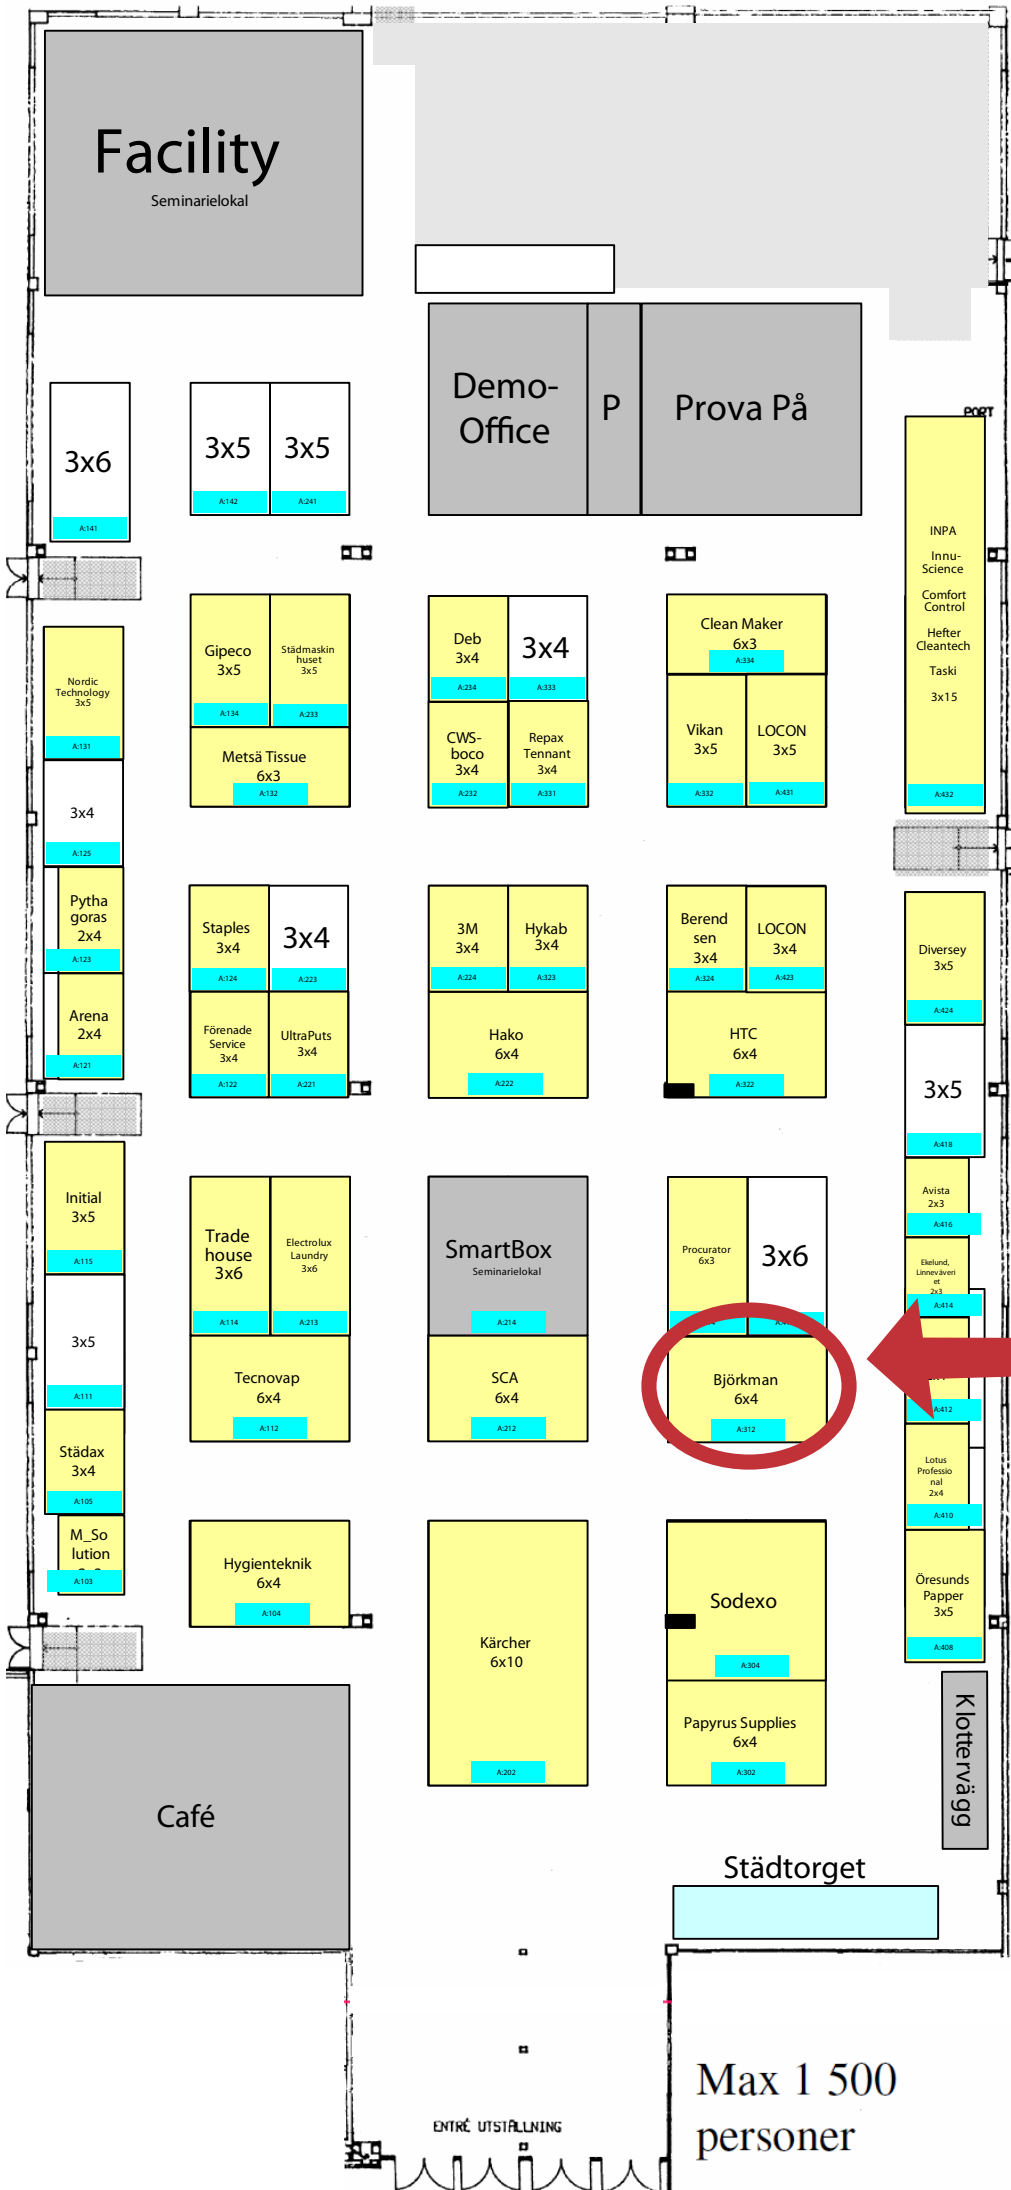 Facility
Seminarielokal
Demo-
Office
P
Prova På
PORT
3x6
A:141
3x5
A:142
3x5
A:241
INPA
Innu-
Science
Comfort
Control
Hefter
Cleantech
Taski
3x15
A:432
Nordic
Technology
3x5
A:131
Gipeco
3x5
A:134
Städmaskin
huset
3x5
A:233
Metsä Tissue
6x3
A:132
Deb
3x4
A:234
3x4
A:333
CWS-
boco
3x4
A:232
Repax
Tennant
3x4
A:331
Clean Maker
6x3
A:334
Vikan
3x5
A:332
LOCON
3x5
A:431
3x4
A:125
Pytha
goras
2x4
A:123
Arena
2x4
A:121
Staples
3x4
A:124
3x4
A:223
Förenade
Service
3x4
A:122
UltraPuts
3x4
A:221
3M
3x4
A:224
Hykab
3x4
A:323
Hako
6x4
A:222
Berend
sen
3x4
A:324
LOCON
3x4
A:423
HTC
6x4
A:322
Diversey
3x5
A:424
3x5
A:418
Avista
2x3
A:416
Ekelund,
Linneväveri
et
2x3
A:414
A:412
Lotus
Professio
nal
2x4
A:410
Öresunds
Papper
3x5
A:408
Initial
3x5
A:115
3x5
A:111
Städax
3x4
A:105
M_So
lution
A:103
Trade
house
3x6
A:114
Electrolux
Laundry
3x6
A:213
Tecnovap
6x4
A:112
SmartBox
Seminarielokal
A:214
SCA
6x4
A:212
Procurator
6x3
3x6
Björkman
6x4
A:312
Hygienteknik
6x4
A:104
Kärcher
6x10
A:202
Sodexo
A:304
Papyrus Supplies
6x4
A:302
Klottervägg
Café
Städtorget
ENTRÉ UTSTÄLLNING
Max 1 500
personer